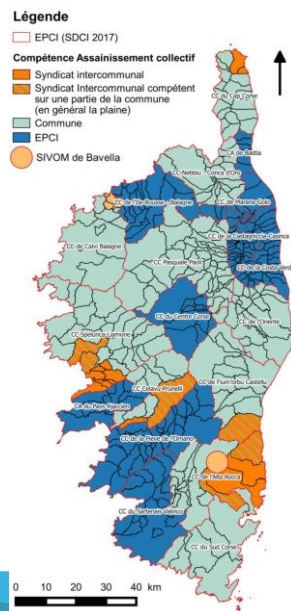 Légende
EPCI (SDCI 2017)
Compétence Assainissement collectif
Syndicat intercommunal
Syndicat Intercommunal compétent
sur une partie de la commune
(en général la plaine)
Commune
EPCI
SIVOM de Bavella
CC du Cap Corse
CA de Bastia
CC Nebbiu - Conca d'Oro
CC de l'Ile Rousse - Balagne
CC de Marana-Golo
CC de la Castagniccia-Casinca
CC de Calvi Balagne
CC Pasquale Paoli
CC de la Costa Verde
CC du Centre Corse
CC de l'Oriente
CC Spelunca-Liamone
CC Celavu-Prunelli
CC de Fium'orbu Castellu
CA du Pays Ajaccien
CC de la Pieve de l'Ornano
CC de l'Alta Rocca
CC du Sartenais Valinco
CC du Sud Corse
0 10 20 30 40 km